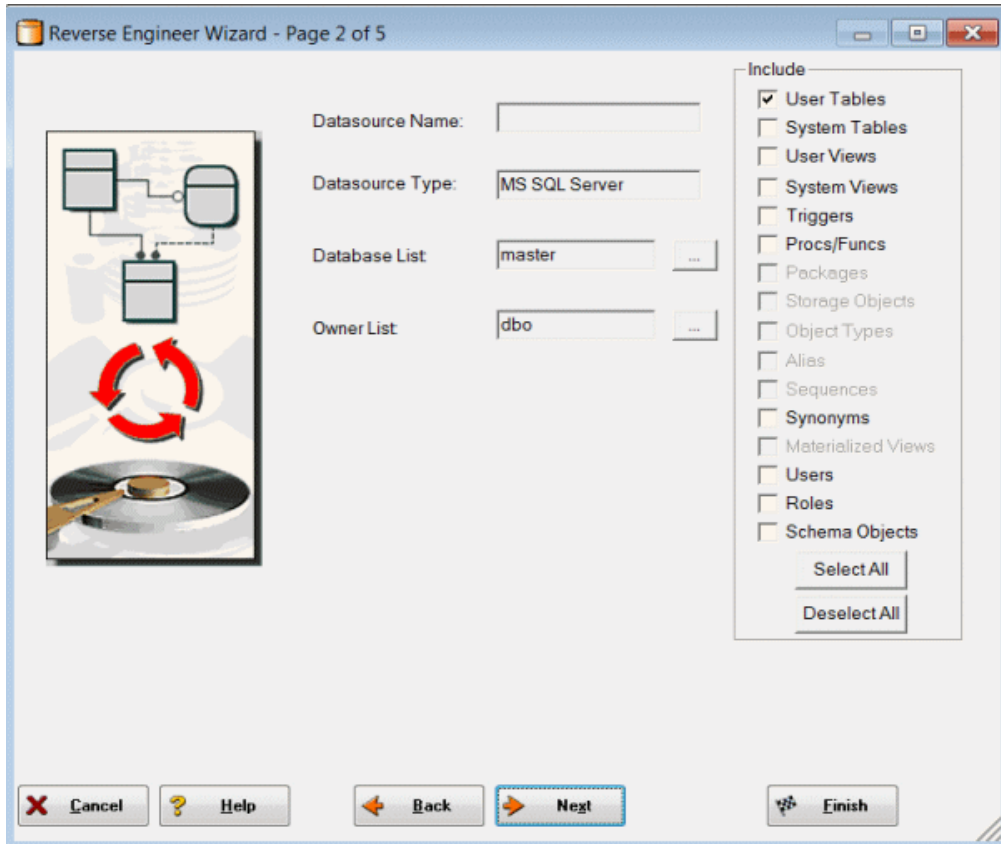 Reverse Engineer Wizard - Page 2 of 5
Datasource Name:
Datasource Type:
MS SQL Server
Database List:
master
...
Owner List:
dbo
...
Include
User Tables
System Tables
User Views
System Views
Triggers
Procs/Funcs
Packages
Storage Objects
Object Types
Alias
Sequences
Synonyms
Materialized Views
Users
Roles
Schema Objects
Select All
Deselect All
Cancel
Help
Back
Next
Finish